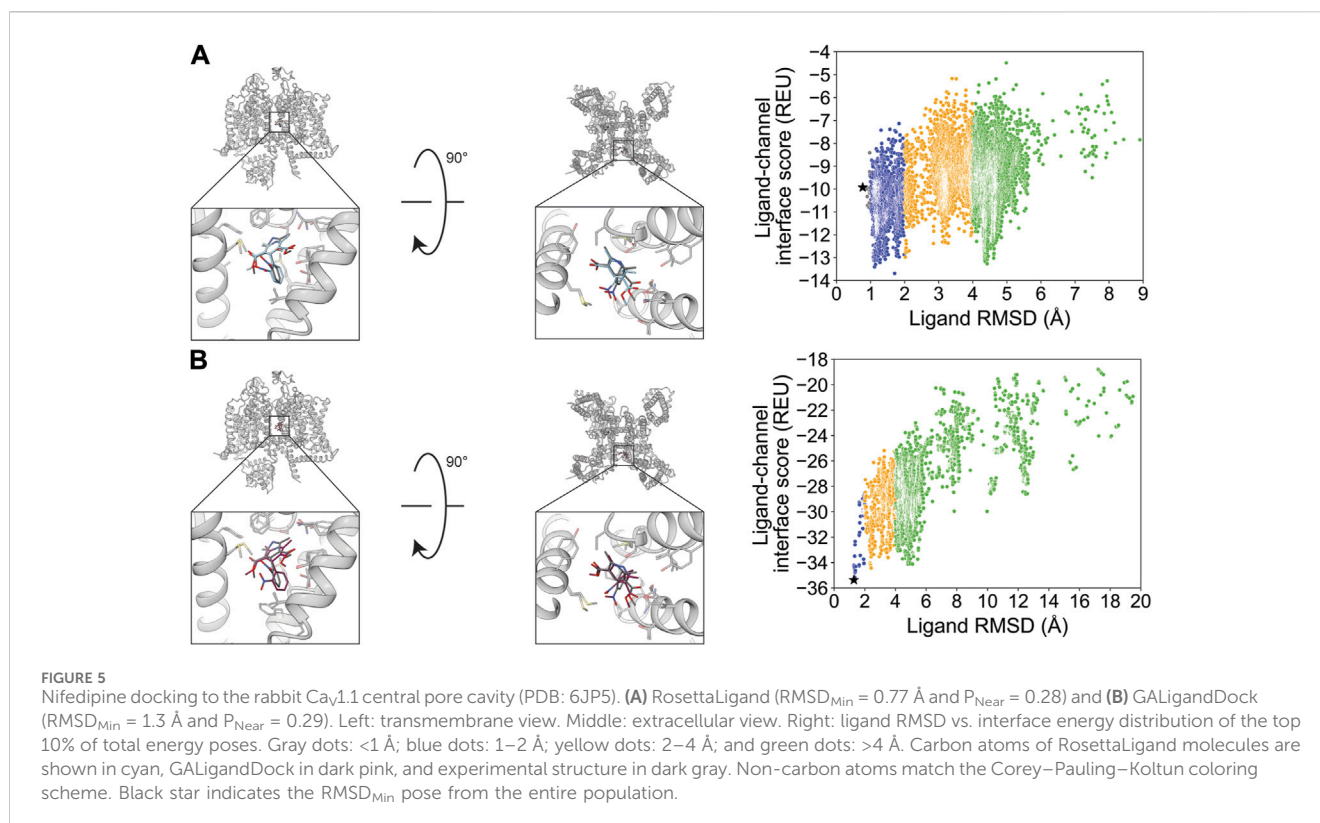 A
90°
Ligand-channel
interface score (REU)
−4
−5
−6
−7
−8
−9
−10
−11
−12
−13
−14
0 1 2 3 4 5 6 7 8 9
Ligand RMSD (Å)
B
90°
Ligand-channel
interface score (REU)
−18
−20
−22
−24
−26
−28
−30
−32
−34
−36
0 2 4 6 8 10 12 14 16 18 20
Ligand RMSD (Å)
FIGURE 5
Nifedipine docking to the rabbit CaV1.1 central pore cavity (PDB: 6JP5). (A) RosettaLigand (RMSDMin = 0.77 Å and PNear = 0.28) and (B) GALigandDock
(RMSDMin = 1.3 Å and PNear = 0.29). Left: transmembrane view. Middle: extracellular view. Right: ligand RMSD vs. interface energy distribution of the top
10% of total energy poses. Gray dots: <1 Å; blue dots: 1–2 Å; yellow dots: 2–4 Å; and green dots: >4 Å. Carbon atoms of RosettaLigand molecules are
shown in cyan, GALigandDock in dark pink, and experimental structure in dark gray. Non-carbon atoms match the Corey–Pauling–Koltun coloring
scheme. Black star indicates the RMSDMin pose from the entire population.